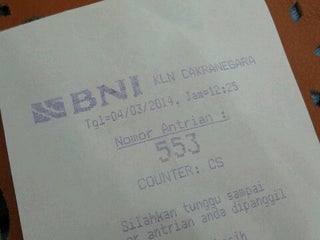 BNI KLN CAKRANEGARA
Tgl=04/03/2014, Jam=12:25
Nomor Antrian :
553
COUNTER: CS
Silahkan tunggu sampai
antrian anda dipanggil